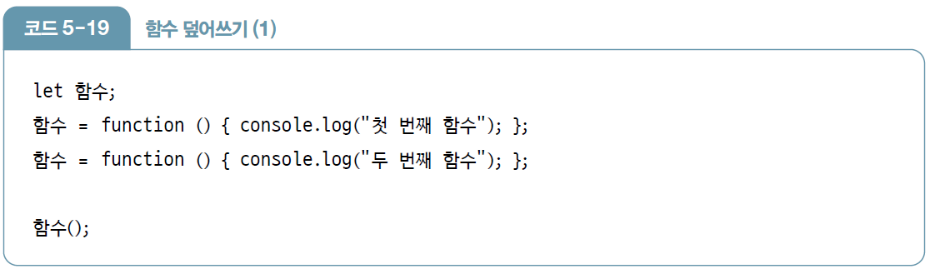 코드 5-19 함수 덮어쓰기 (1)
let 함수;
함수 = function () { console.log("첫 번째 함수"); };
함수 = function () { console.log("두 번째 함수"); };
함수();